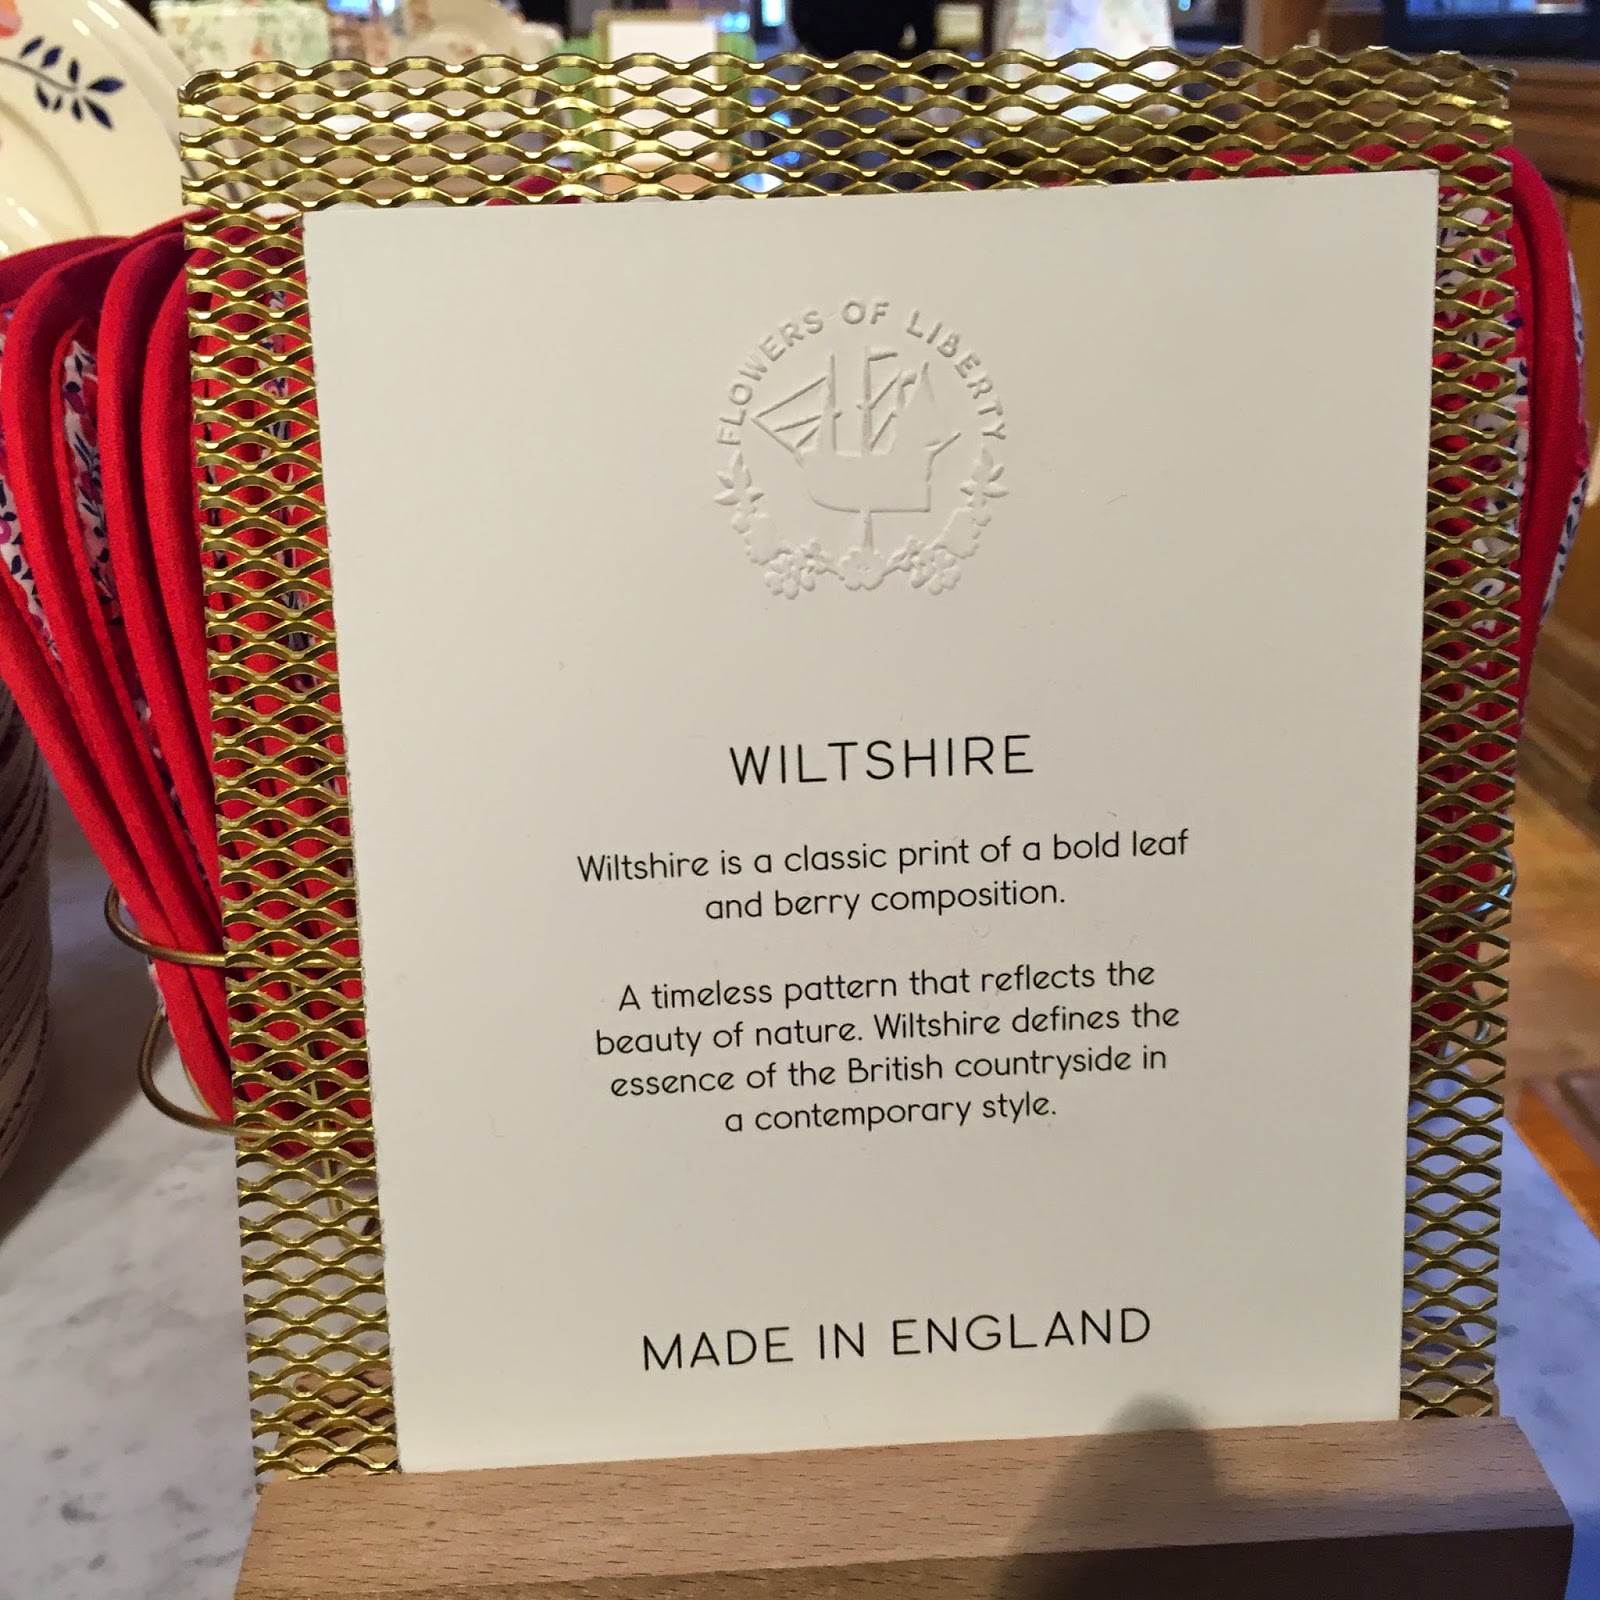 FLOWERS OF LIBERTY
WILTSHIRE
Wiltshire is a classic print of a bold leaf
and berry composition.
A timeless pattern that reflects the
beauty of nature. Wiltshire defines the
essence of the British countryside in
a contemporary style.
MADE IN ENGLAND